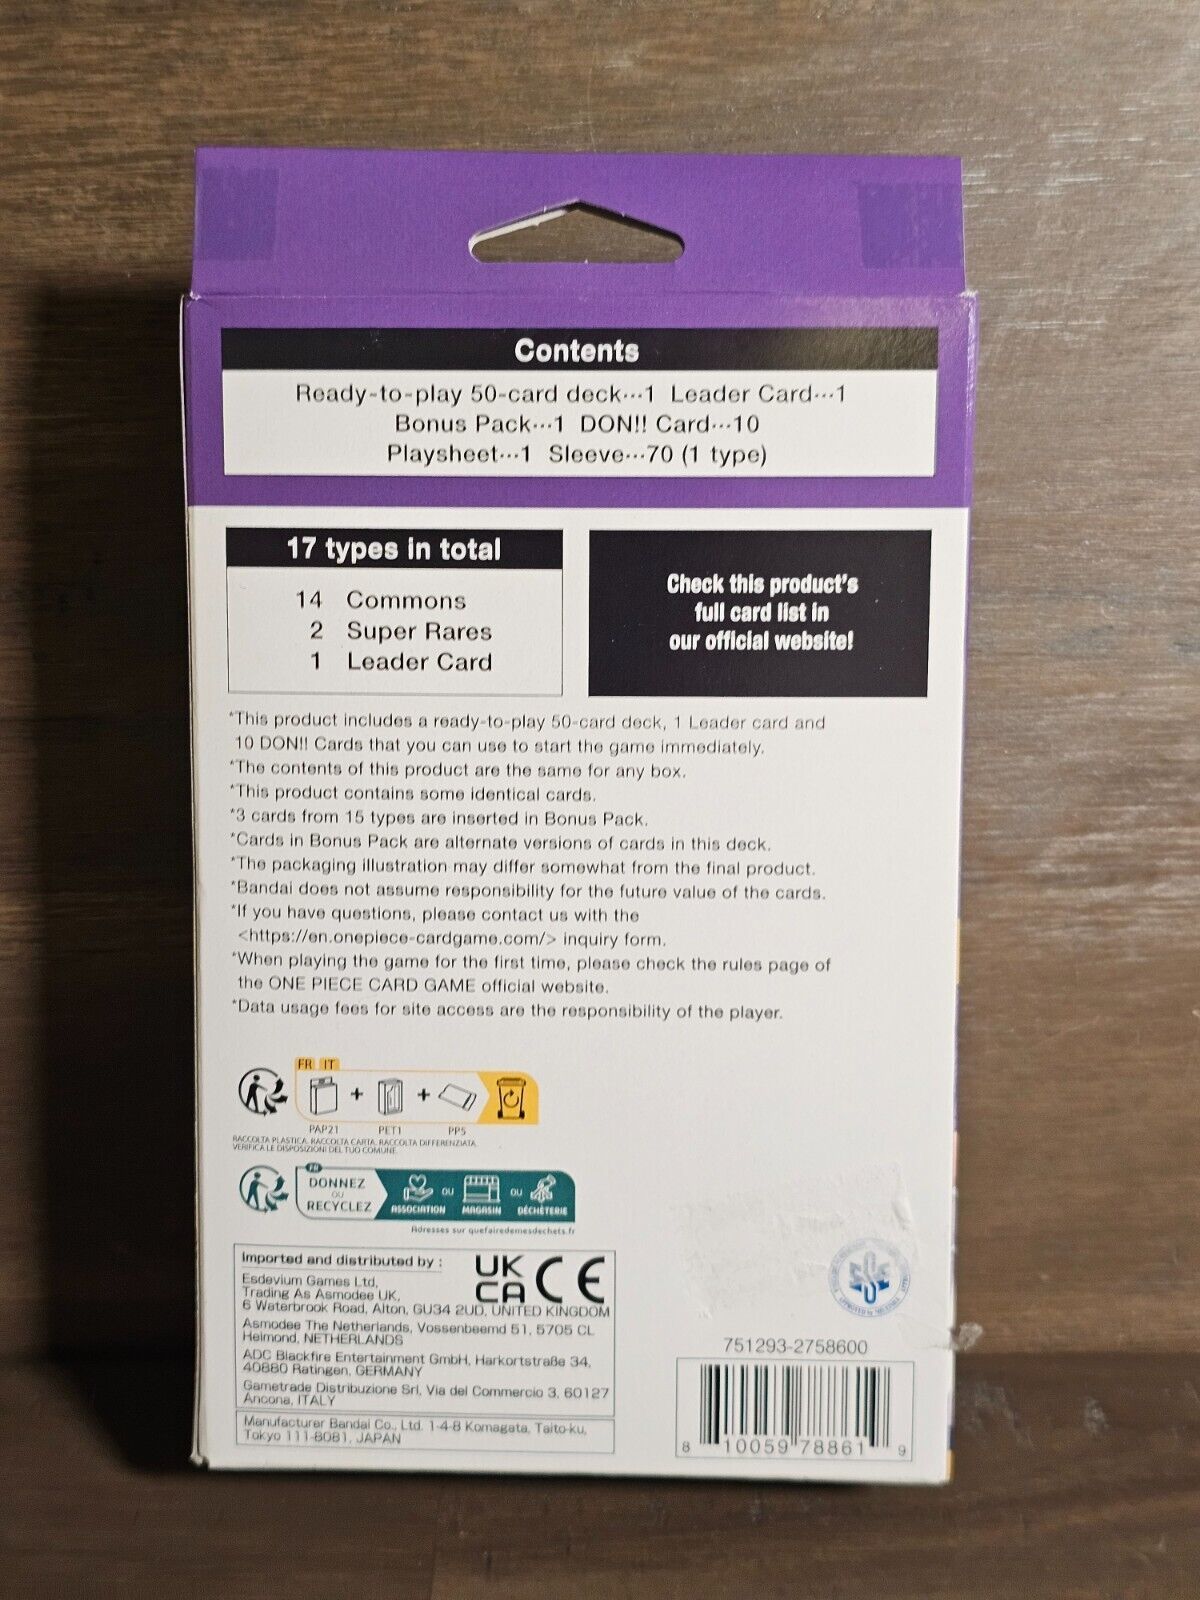 Contents
Ready-to-play 50-card deck···1 Leader Card···1
Bonus Pack···1 DON!! Card···10
Playsheet···1 Sleeve···70 (1 type)
17 types in total
14 Commons
2 Super Rares
1 Leader Card
Check this product's
full card list in
our official website!
*This product includes a ready-to-play 50-card deck, 1 Leader card and
10 DON!! Cards that you can use to start the game immediately.
*The contents of this product are the same for any box.
*This product contains some identical cards.
*3 cards from 15 types are inserted in Bonus Pack.
*Cards in Bonus Pack are alternate versions of cards in this deck.
*The packaging illustration may differ somewhat from the final product.
*Bandai does not assume responsibility for the future value of the cards.
*If you have questions, please contact us with the
<https://en.onepiece-cardgame.com/> inquiry form.
*When playing the game for the first time, please check the rules page of
the ONE PIECE CARD GAME official website.
*Data usage fees for site access are the responsibility of the player.
FR IT
+ +
PAP21 PET1 PP5
RACCOLTA PLASTICA. RACCOLTA CARTA. RACCOLTA DIFFERENZIATA.
VERIFICA LE DISPOSIZIONI DEL TUO COMUNE.
FR
DONNEZ
OU
RECYCLEZ
OU OU
ASSOCIATION MAGASIN DÉCHÈTERIE
Adresses sur quefairedemesdechets.fr
Imported and distributed by :
Esdevium Games Ltd,
Trading As Asmodee UK,
6 Waterbrook Road, Alton, GU34 2UD, UNITED KINGDOM
UK
CA CE
Asmodee The Netherlands, Vossenbeemd 51, 5705 CL
Helmond, NETHERLANDS
ADC Blackfire Entertainment GmbH, Harkortstraße 34,
40880 Ratingen, GERMANY
Gametrade Distribuzione Srl, Via del Commercio 3, 60127
Ancona, ITALY
Manufacturer Bandai Co., Ltd. 1-4-8 Komagata, Taito-ku,
Tokyo 111-8081, JAPAN
751293-2758600
8 10059 78861 9